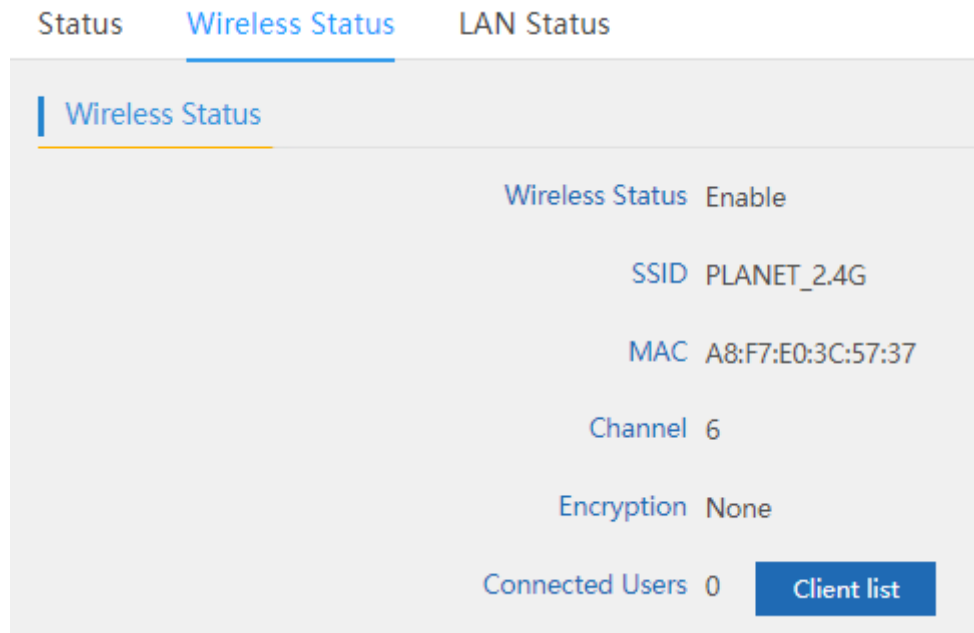 Status Wireless Status LAN Status
Wireless Status
Wireless Status Enable
SSID PLANET_2.4G
MAC A8:F7:E0:3C:57:37
Channel 6
Encryption None
Connected Users 0 Client list